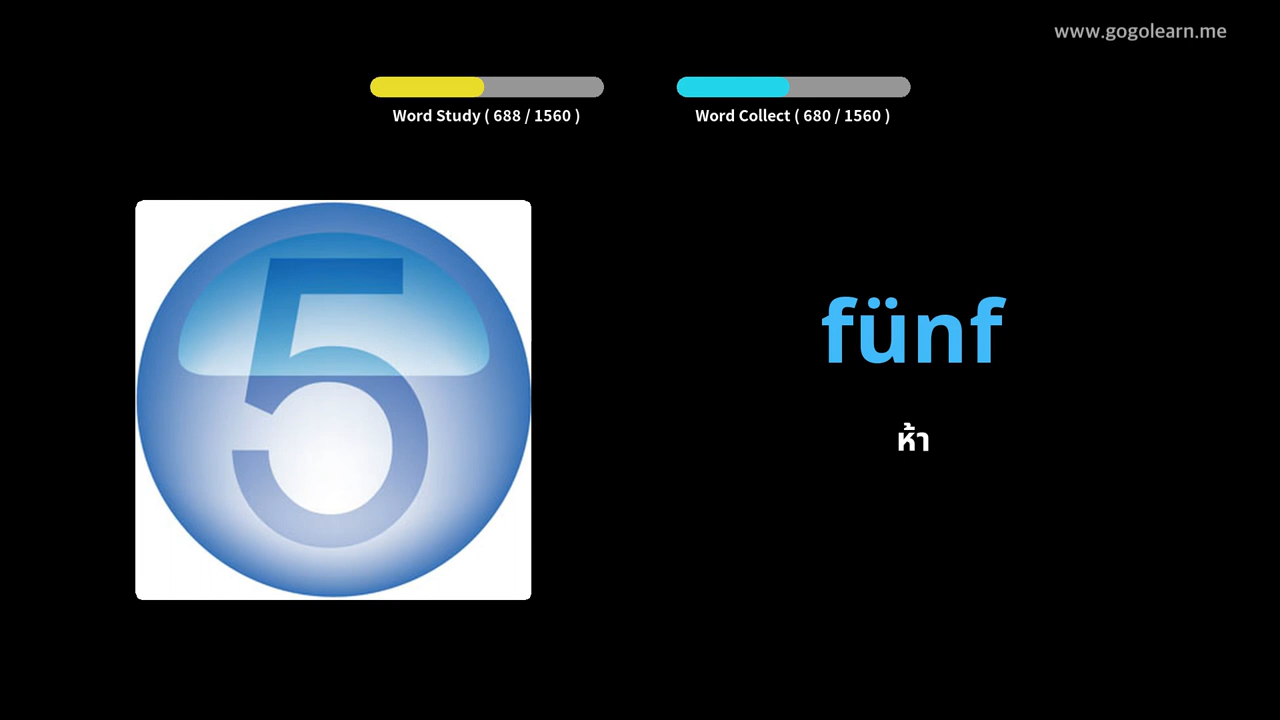 www.gogolearn.me
Word Study ( 688 / 1560 )
Word Collect ( 680 / 1560 )
5
fünf
ห้า